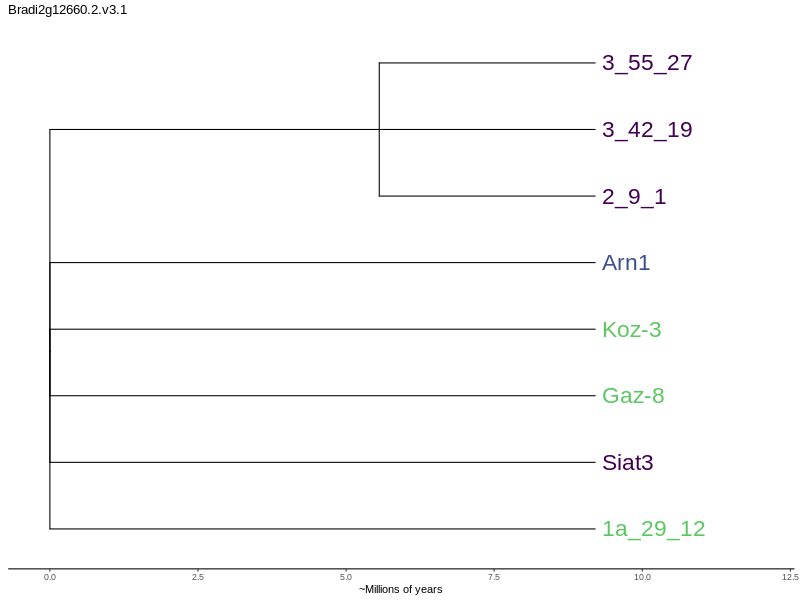 Bradi2g12660.2.v3.1
3_55_27
3_42_19
2_9_1
Arn1
Koz-3
Gaz-8
Siat3
1a_29_12
0.0 2.5 5.0 7.5 10.0 12.5
~Millions of years